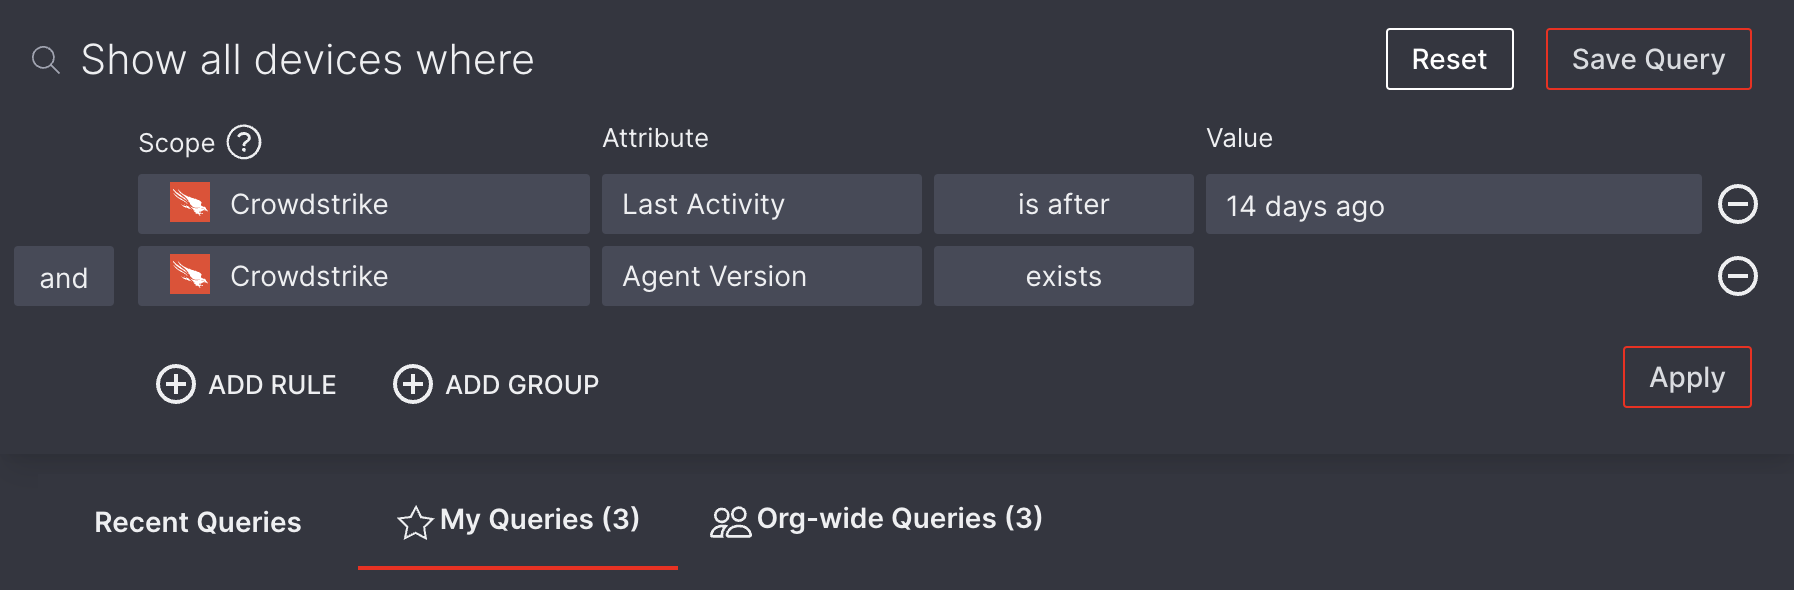 Show all devices where
Reset
Save Query
Scope ?
Attribute
Value
Crowdstrike
Last Activity
is after
14 days ago
and
Crowdstrike
Agent Version
exists
ADD RULE
ADD GROUP
Apply
Recent Queries
My Queries (3)
Org-wide Queries (3)